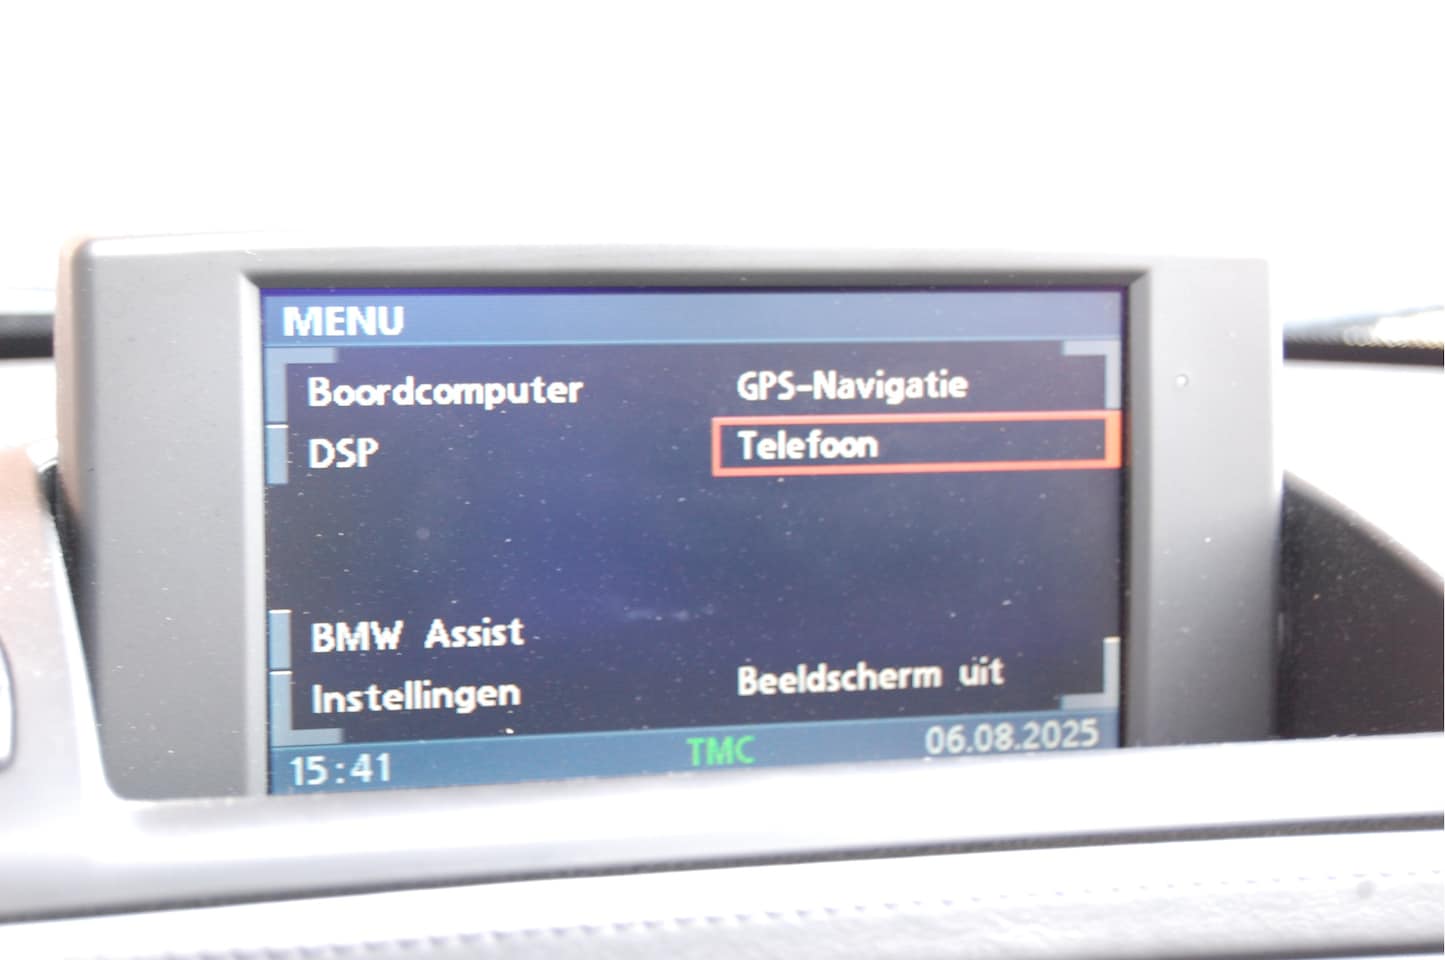 MENU
Boordcomputer
GPS-Navigatie
DSP
Telefoon
BMW Assist
Instellingen
Beeldscherm uit
15:41
TMC
06.08.2025